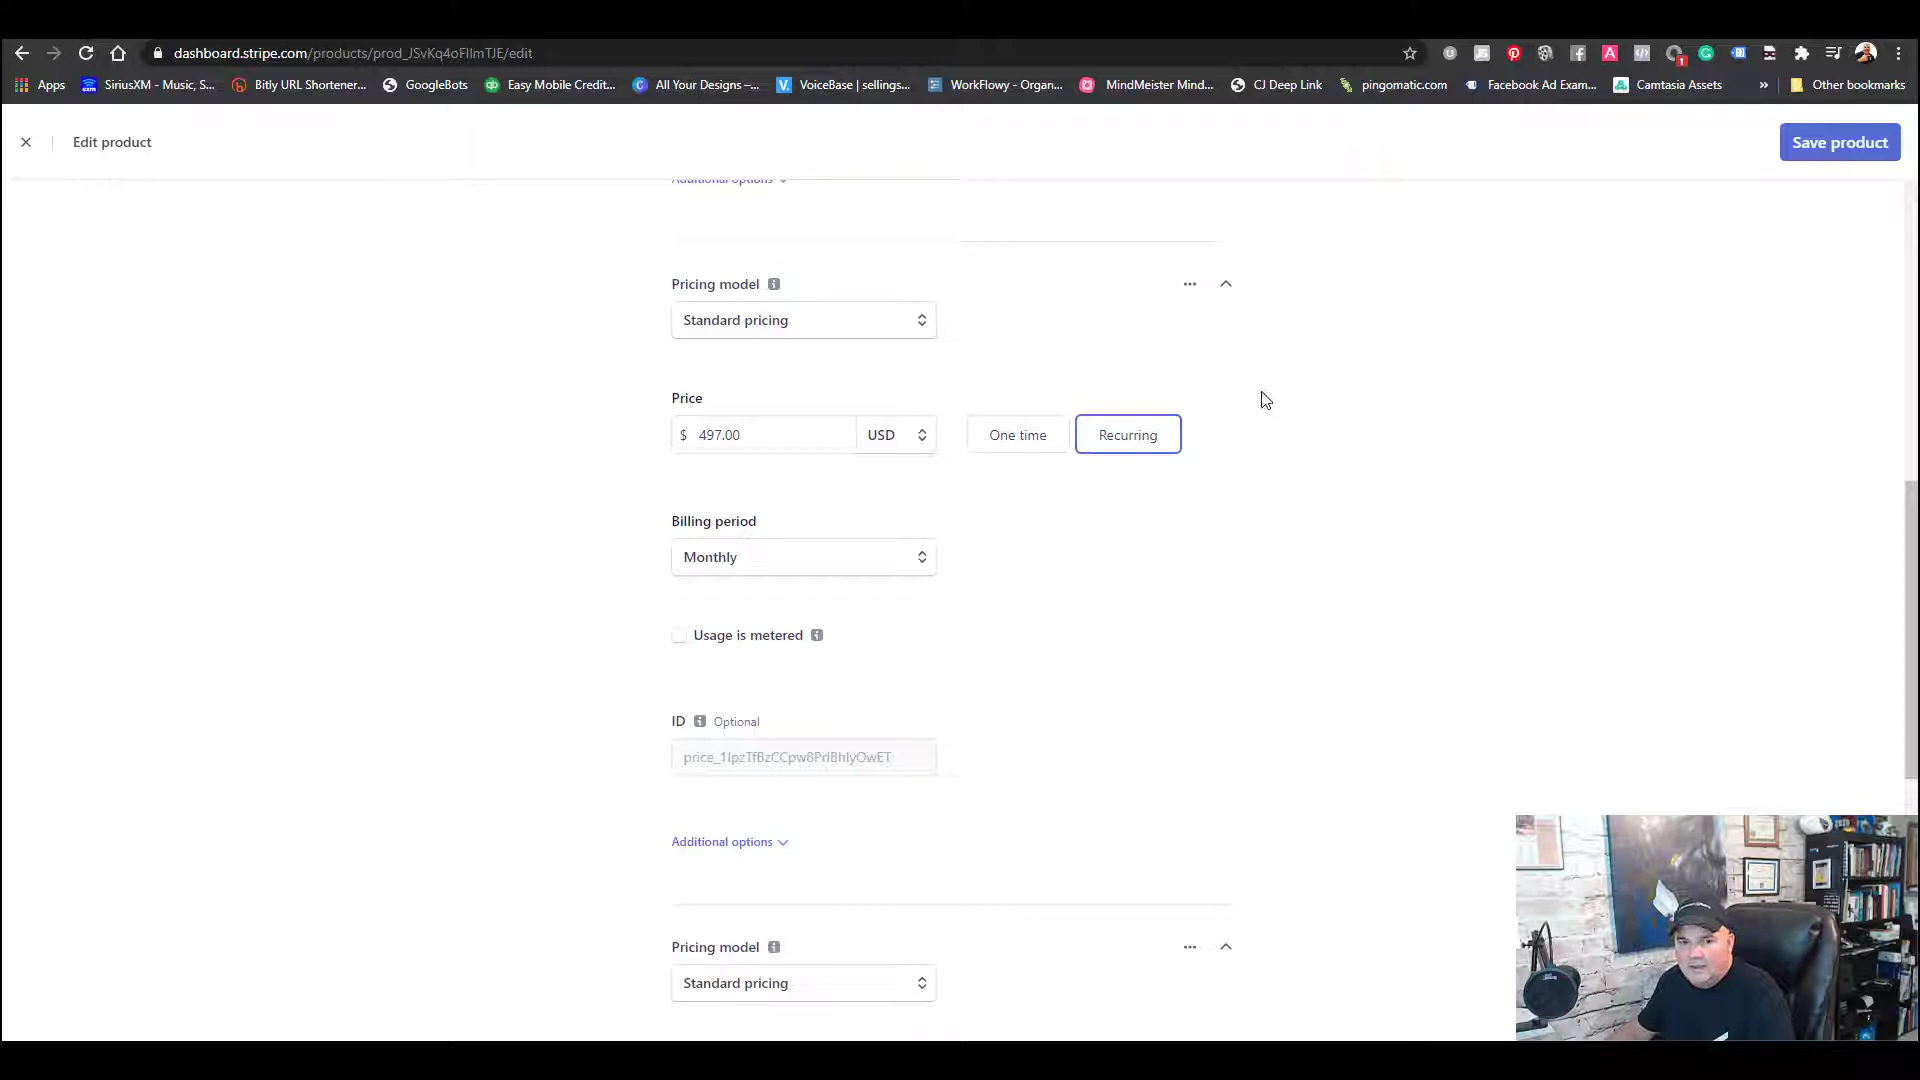 dashboard.stripe.com/products/prod_JSvKq4oFIlmTJE/edit
Apps
SiriusXM - Music, S...
Bitly URL Shortener...
GoogleBots
Easy Mobile Credit...
All Your Designs –...
VoiceBase | sellings...
WorkFlowy - Organ...
MindMeister Mind...
CJ Deep Link
pingomatic.com
Facebook Ad Exam...
Camtasia Assets
»
Other bookmarks
Edit product
Save product
Additional options
Pricing model
Standard pricing
Price
$ 497.00
USD
One time
Recurring
Billing period
Monthly
Usage is metered
ID Optional
price_1IpzTfBzCCpw8PrIBhIyOwET
Additional options
Pricing model
Standard pricing